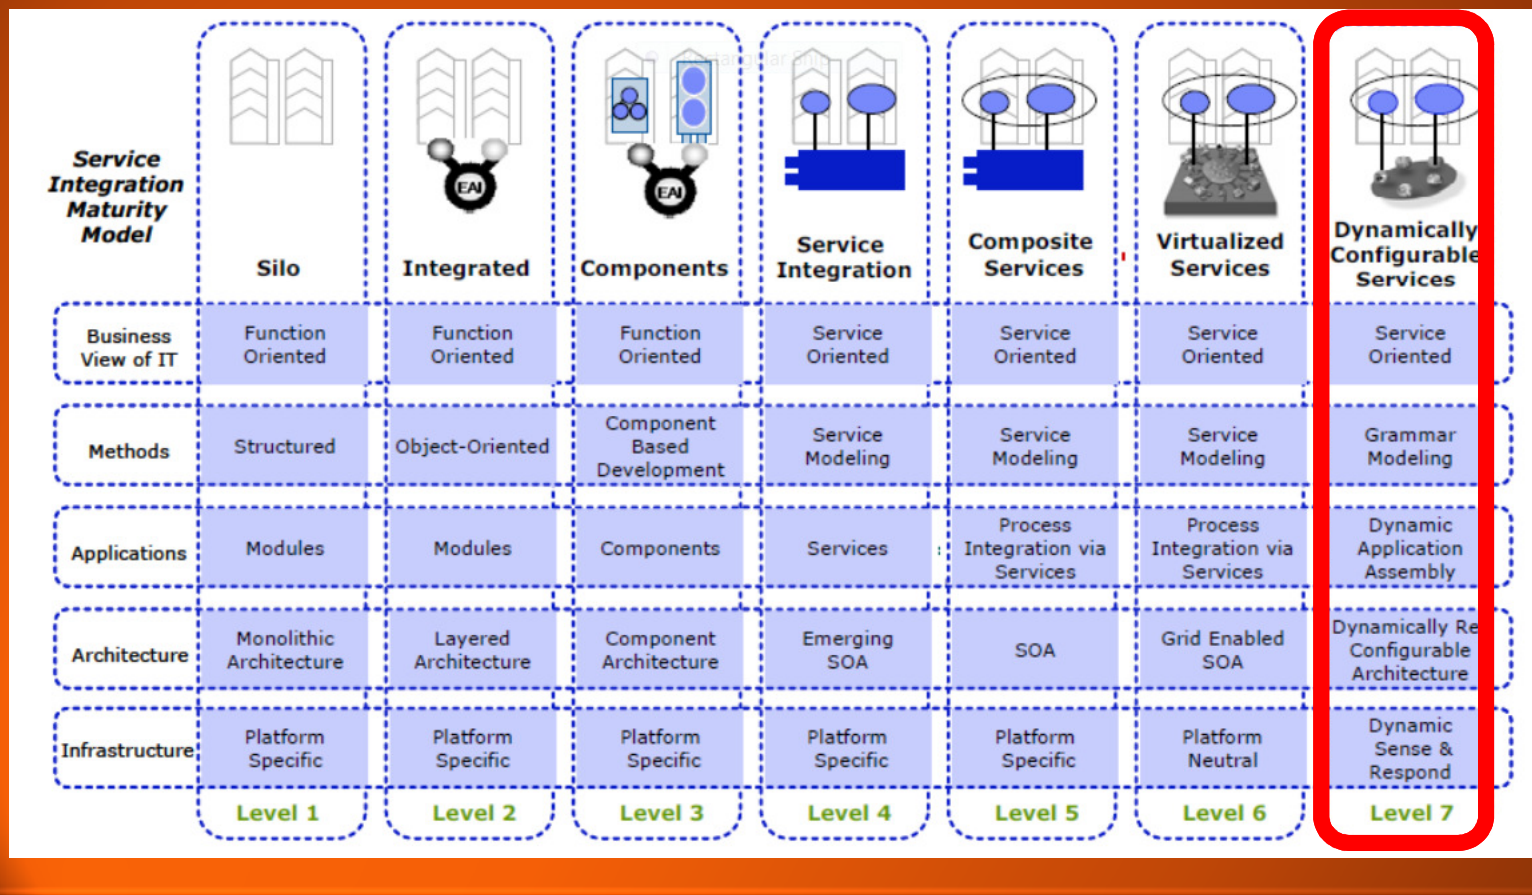 Service
Integration
Maturity
Model
Silo
EAI
Integrated
EAI
Components
Service
Integration
Composite
Services
Virtualized
Services
Dynamically
Configurable
Services
Business
View of IT
Function
Oriented
Function
Oriented
Function
Oriented
Service
Oriented
Service
Oriented
Service
Oriented
Service
Oriented
Methods
Structured
Object-Oriented
Component
Based
Development
Service
Modeling
Service
Modeling
Service
Modeling
Grammar
Modeling
Applications
Modules
Modules
Components
Services
Process
Integration via
Services
Process
Integration via
Services
Dynamic
Application
Assembly
Architecture
Monolithic
Architecture
Layered
Architecture
Component
Architecture
Emerging
SOA
SOA
Grid Enabled
SOA
Dynamically Re
Configurable
Architecture
Infrastructure
Platform
Specific
Platform
Specific
Platform
Specific
Platform
Specific
Platform
Specific
Platform
Neutral
Dynamic
Sense &
Respond
Level 1
Level 2
Level 3
Level 4
Level 5
Level 6
Level 7